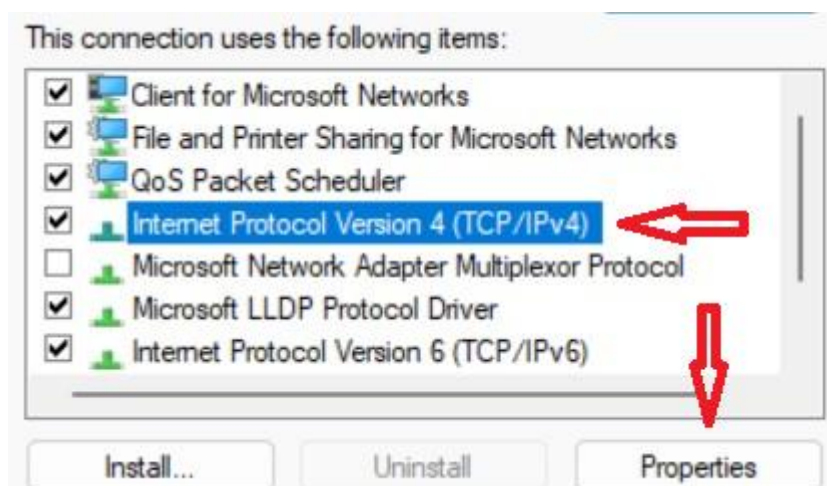 This connection uses the following items:
Client for Microsoft Networks
File and Printer Sharing for Microsoft Networks
QoS Packet Scheduler
Internet Protocol Version 4 (TCP/IPv4)
Microsoft Network Adapter Multiplexor Protocol
Microsoft LLDP Protocol Driver
Internet Protocol Version 6 (TCP/IPv6)
Install... Uninstall Properties